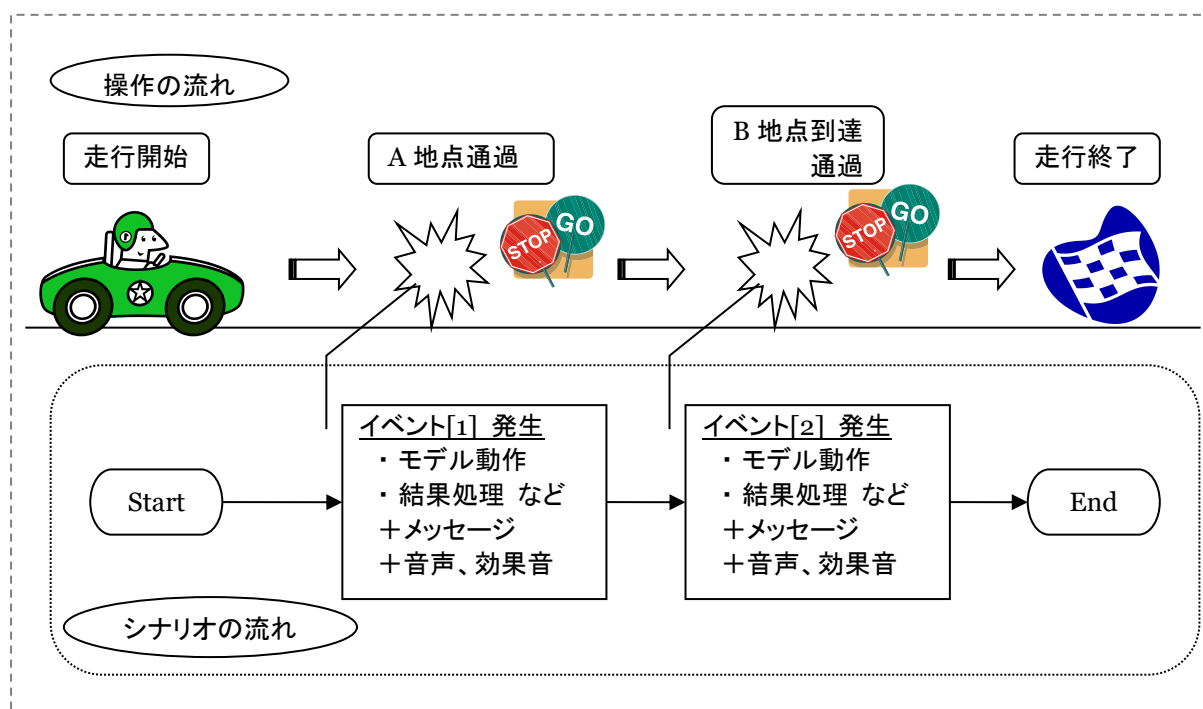 操作の流れ
走行開始
A 地点通過
B 地点到達
通過
走行終了
STOP
GO
STOP
GO
イベント[1] 発生
・モデル動作
・結果処理 など
＋メッセージ
＋音声、効果音
イベント[2] 発生
・モデル動作
・結果処理 など
＋メッセージ
＋音声、効果音
Start
End
シナリオの流れ